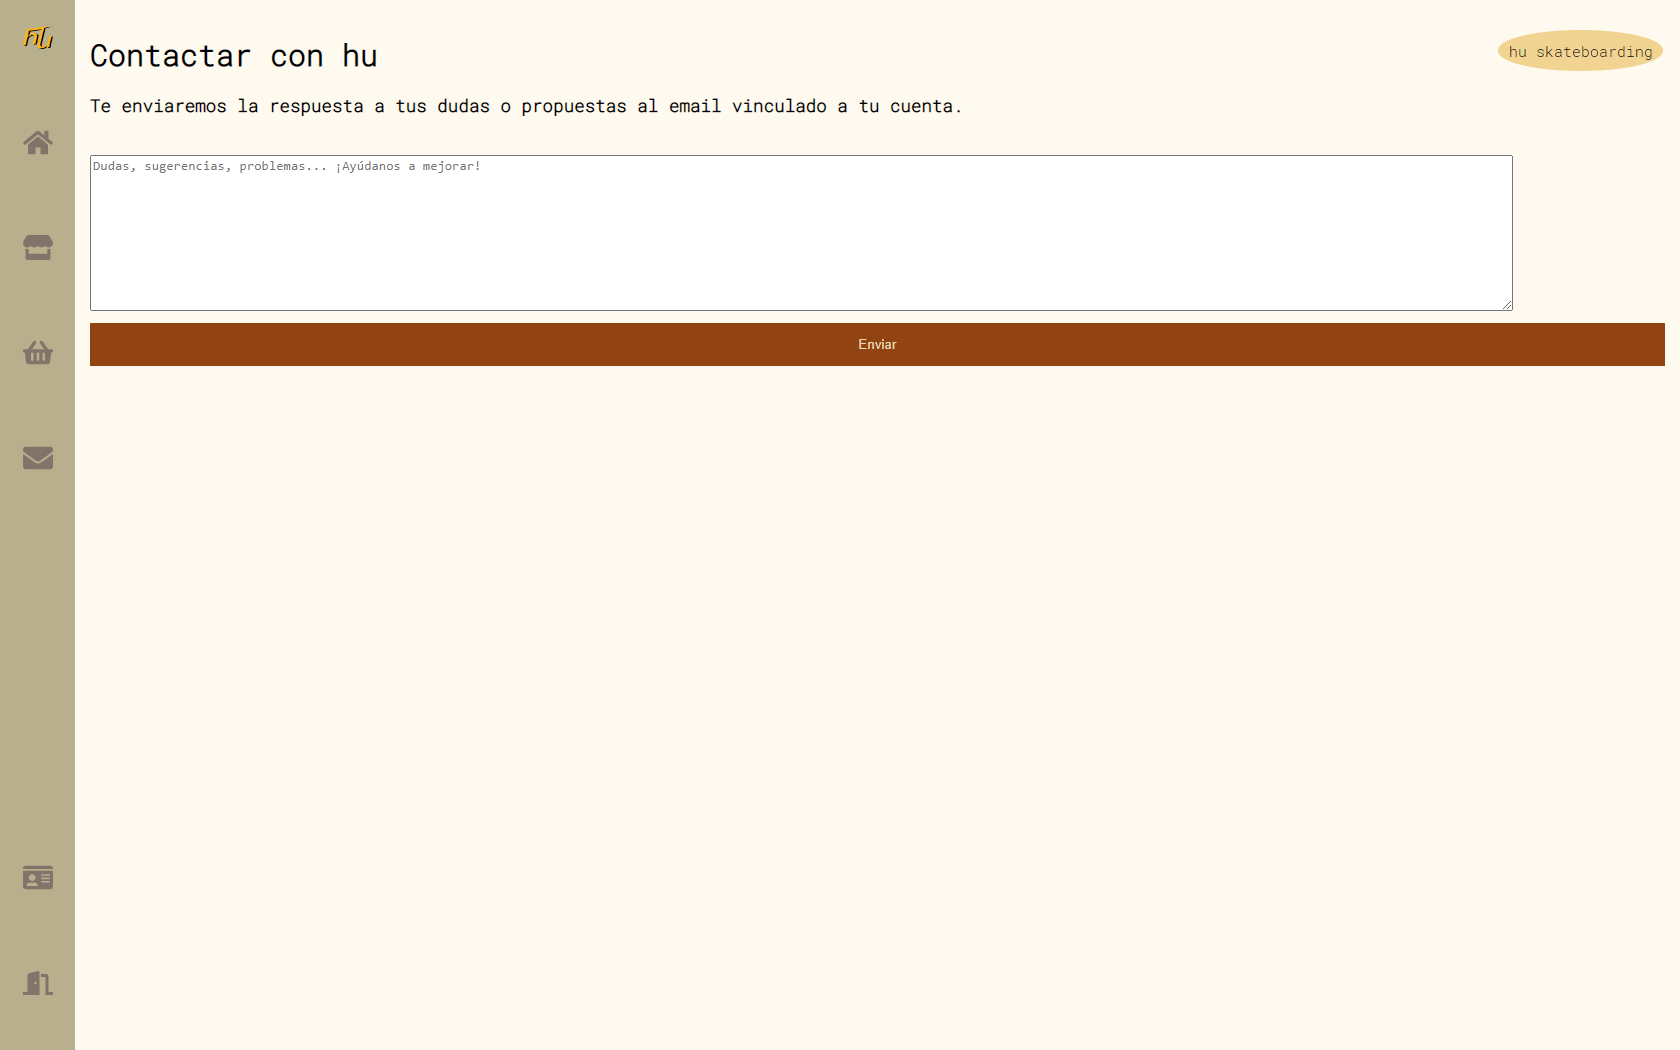 hu
Contactar con hu
hu skateboarding
Te enviaremos la respuesta a tus dudas o propuestas al email vinculado a tu cuenta.
Dudas, sugerencias, problemas... ¡Ayúdanos a mejorar!
Enviar